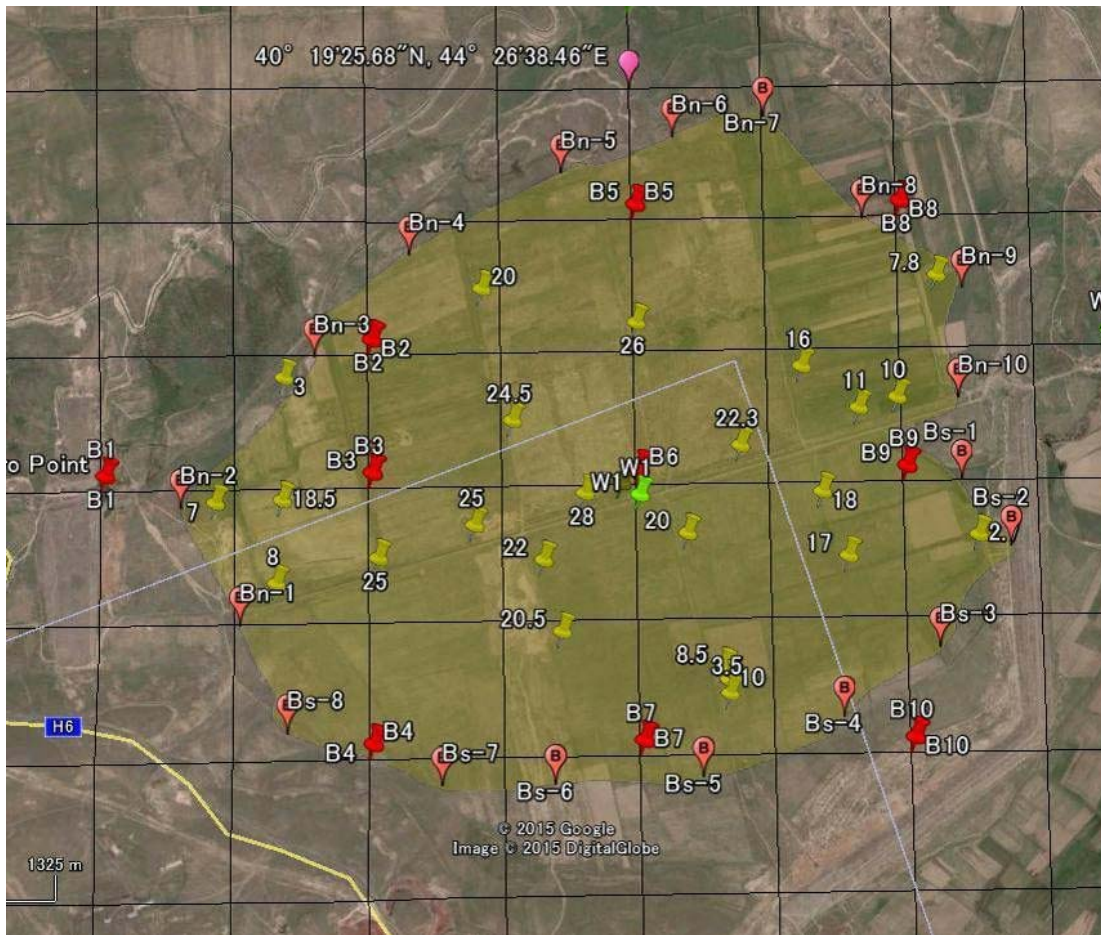 40° 19'25.68"N, 44° 26'38.46"E
Bn-6
Bn-7
Bn-5
B5 B5
Bn-8
B8
B8
Bn-4
Bn-9
7.8
20
26
Bn-3
B2
B2
16
3
10
11
Bn-10
24.5
22.3
B1
B3
B3
B9
B9
Bs-1
ro Point
W1
B6
W1
B1
Bn-2
7
18.5
28
18
Bs-2
25
20
2.
22
17
8
25
Bn-1
20.5
Bs-3
8.5
3.5
10
Bs-8
Bs-4
B10
B7
H6
B4
B4
B7
B10
Bs-7
Bs-5
Bs-6
© 2015 Google
Image © 2015 DigitalGlobe
1325 m
W